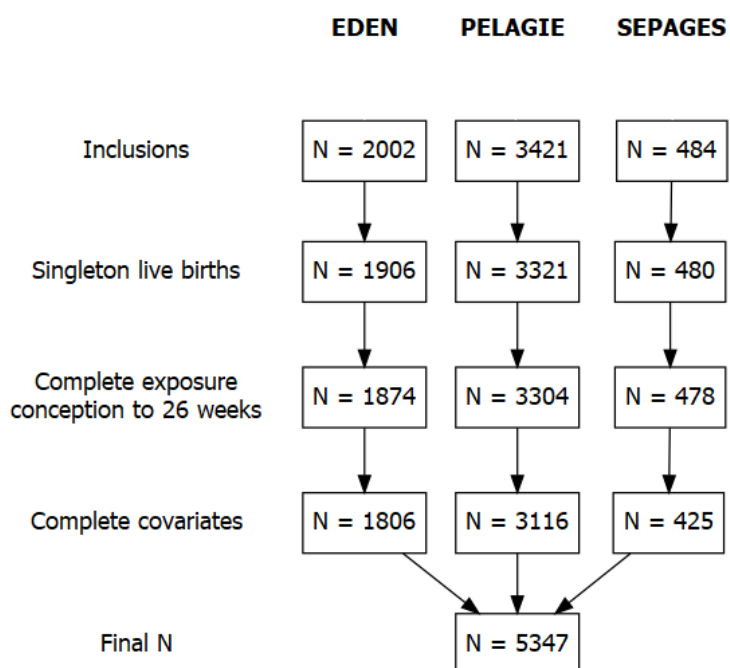 EDEN PELAGIE SEPAGES
Inclusions N = 2002 N = 3421 N = 484
Singleton live births N = 1906 N = 3321 N = 480
Complete exposure
conception to 26 weeks N = 1874 N = 3304 N = 478
Complete covariates N = 1806 N = 3116 N = 425
Final N N = 5347